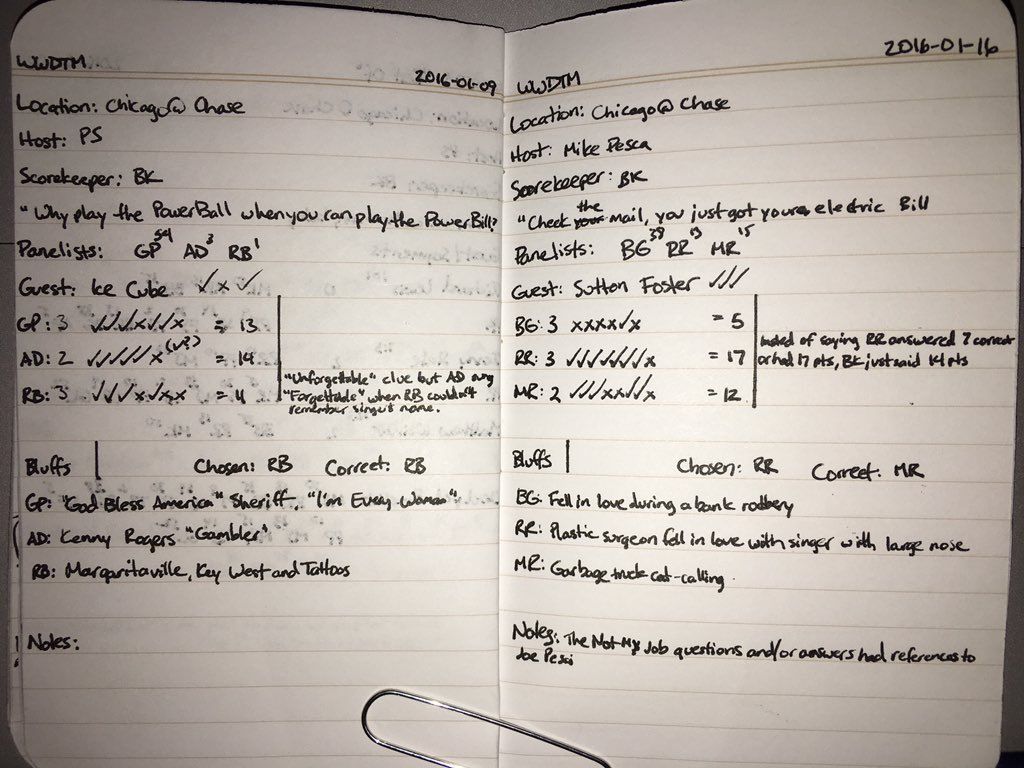 WWDTM
2016-01-09
Location: Chicago @ Chase
Host: PS
Scorekeeper: BK
"Why play the PowerBall when you can play the PowerBill?
Panelists: GP 54 AD 3 RB 1
Guest: Ice Cube ✓ x ✓
GP: 3 ✓✓✓x✓✓x = 13
AD: 2 ✓✓✓✓x = 14
RB: 3 ✓✓✓x✓xx = 11
"Unforgettable" clue but AD sang
"Forgettable" when RB couldn't
remember singer's name.
Bluffs Chosen: RB Correct: RB
GP: "God Bless America" Sheriff, "I'm Every Woman"
AD: Kenny Rogers "Gambler"
RB: Margaritaville, Key West and Tattoos
Notes:
2016-01-16
WWDTM
Location: Chicago @ Chase
Host: Mike Pesca
Scorekeeper: BK
"Check the your mail, you just got your electric Bill
Panelists: BG 38 RR 13 MR 15
Guest: Sutton Foster ✓✓✓
BG: 3 xxxx✓x = 5
RR: 3 ✓✓✓✓✓✓✓x = 17
MR: 2 ✓✓✓xx✓✓x = 12
Instead of saying RR answered 7 correct
or had 17 pts, BK just said 14 pts
Bluffs Chosen: RR Correct: MR
BG: Fell in love during a bank robbery
RR: Plastic surgeon fell in love with singer with large nose
MR: Garbage truck cat-calling
Notes: The Not My Job questions and/or answers had references to
Joe Pesci